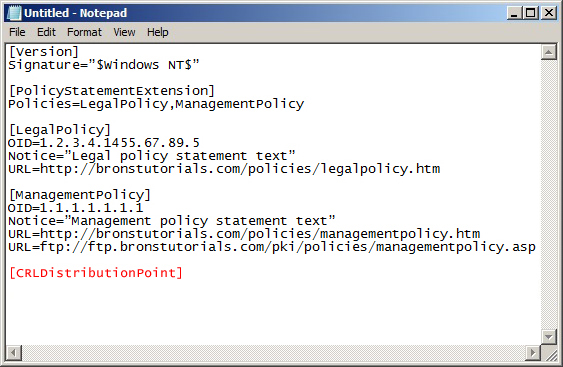 Untitled - Notepad
File Edit Format View Help
[Version]
Signature="$Windows NT$”
[PolicyStatementExtension]
Policies=LegalPolicy,ManagementPolicy
[LegalPolicy]
OID=1.2.3.4.1455.67.89.5
Notice=”Legal policy statement text”
URL=http://bronstutorials.com/policies/legalpolicy.htm
[ManagementPolicy]
OID=1.1.1.1.1.1.1
Notice=”Management policy statement text”
URL=http://bronstutorials.com/policies/managementpolicy.htm
URL=ftp://ftp.bronstutorials.com/pki/policies/managementpolicy.asp
[CRLDistributionPoint]